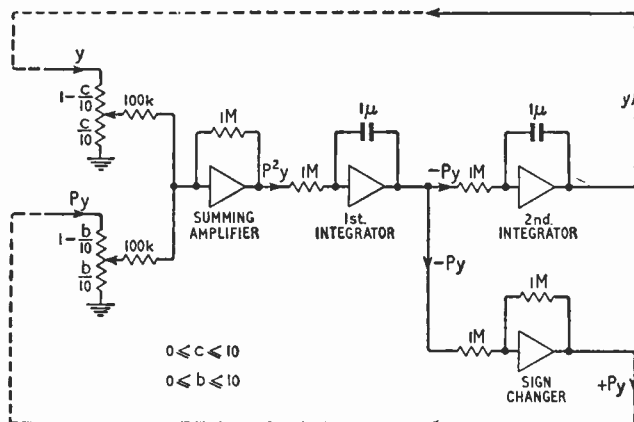 y
1-c/10
c/10
100k
1M
P²y
1M
1μ
-Py
1M
1μ
y
SUMMING
AMPLIFIER
1st.
INTEGRATOR
2nd.
INTEGRATOR
Py
1-b/10
b/10
100k
-Py
0⩽c⩽10
0⩽b⩽10
1M
1M
SIGN
CHANGER
+Py